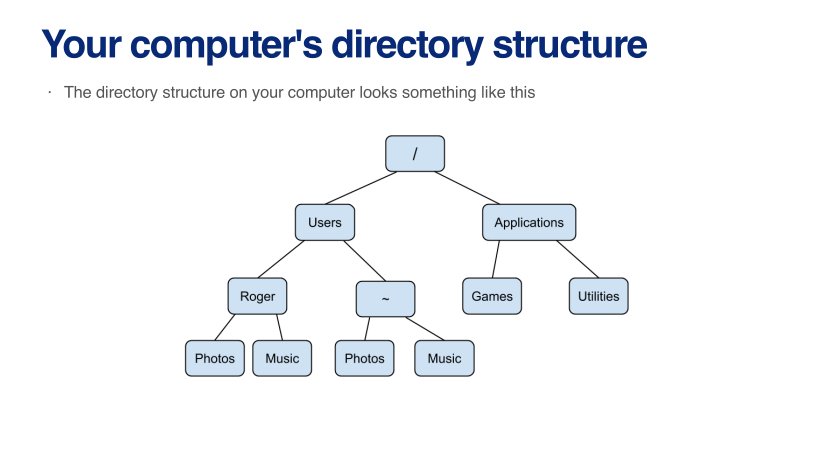 Your computer's directory structure
· The directory structure on your computer looks something like this
/
Users
Applications
Roger
~
Games
Utilities
Photos
Music
Photos
Music